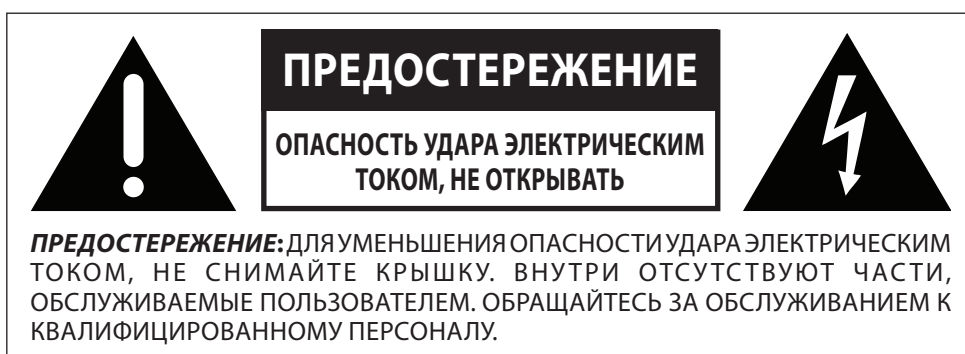 ПРЕДОСТЕРЕЖЕНИЕ
ОПАСНОСТЬ УДАРА ЭЛЕКТРИЧЕСКИМ
ТОКОМ, НЕ ОТКРЫВАТЬ
ПРЕДОСТЕРЕЖЕНИЕ: ДЛЯ УМЕНЬШЕНИЯ ОПАСНОСТИ УДАРА ЭЛЕКТРИЧЕСКИМ
ТОКОМ, НЕ СНИМАЙТЕ КРЫШКУ. ВНУТРИ ОТСУТСТВУЮТ ЧАСТИ,
ОБСЛУЖИВАЕМЫЕ ПОЛЬЗОВАТЕЛЕМ. ОБРАЩАЙТЕСЬ ЗА ОБСЛУЖИВАНИЕМ К
КВАЛИФИЦИРОВАННОМУ ПЕРСОНАЛУ.